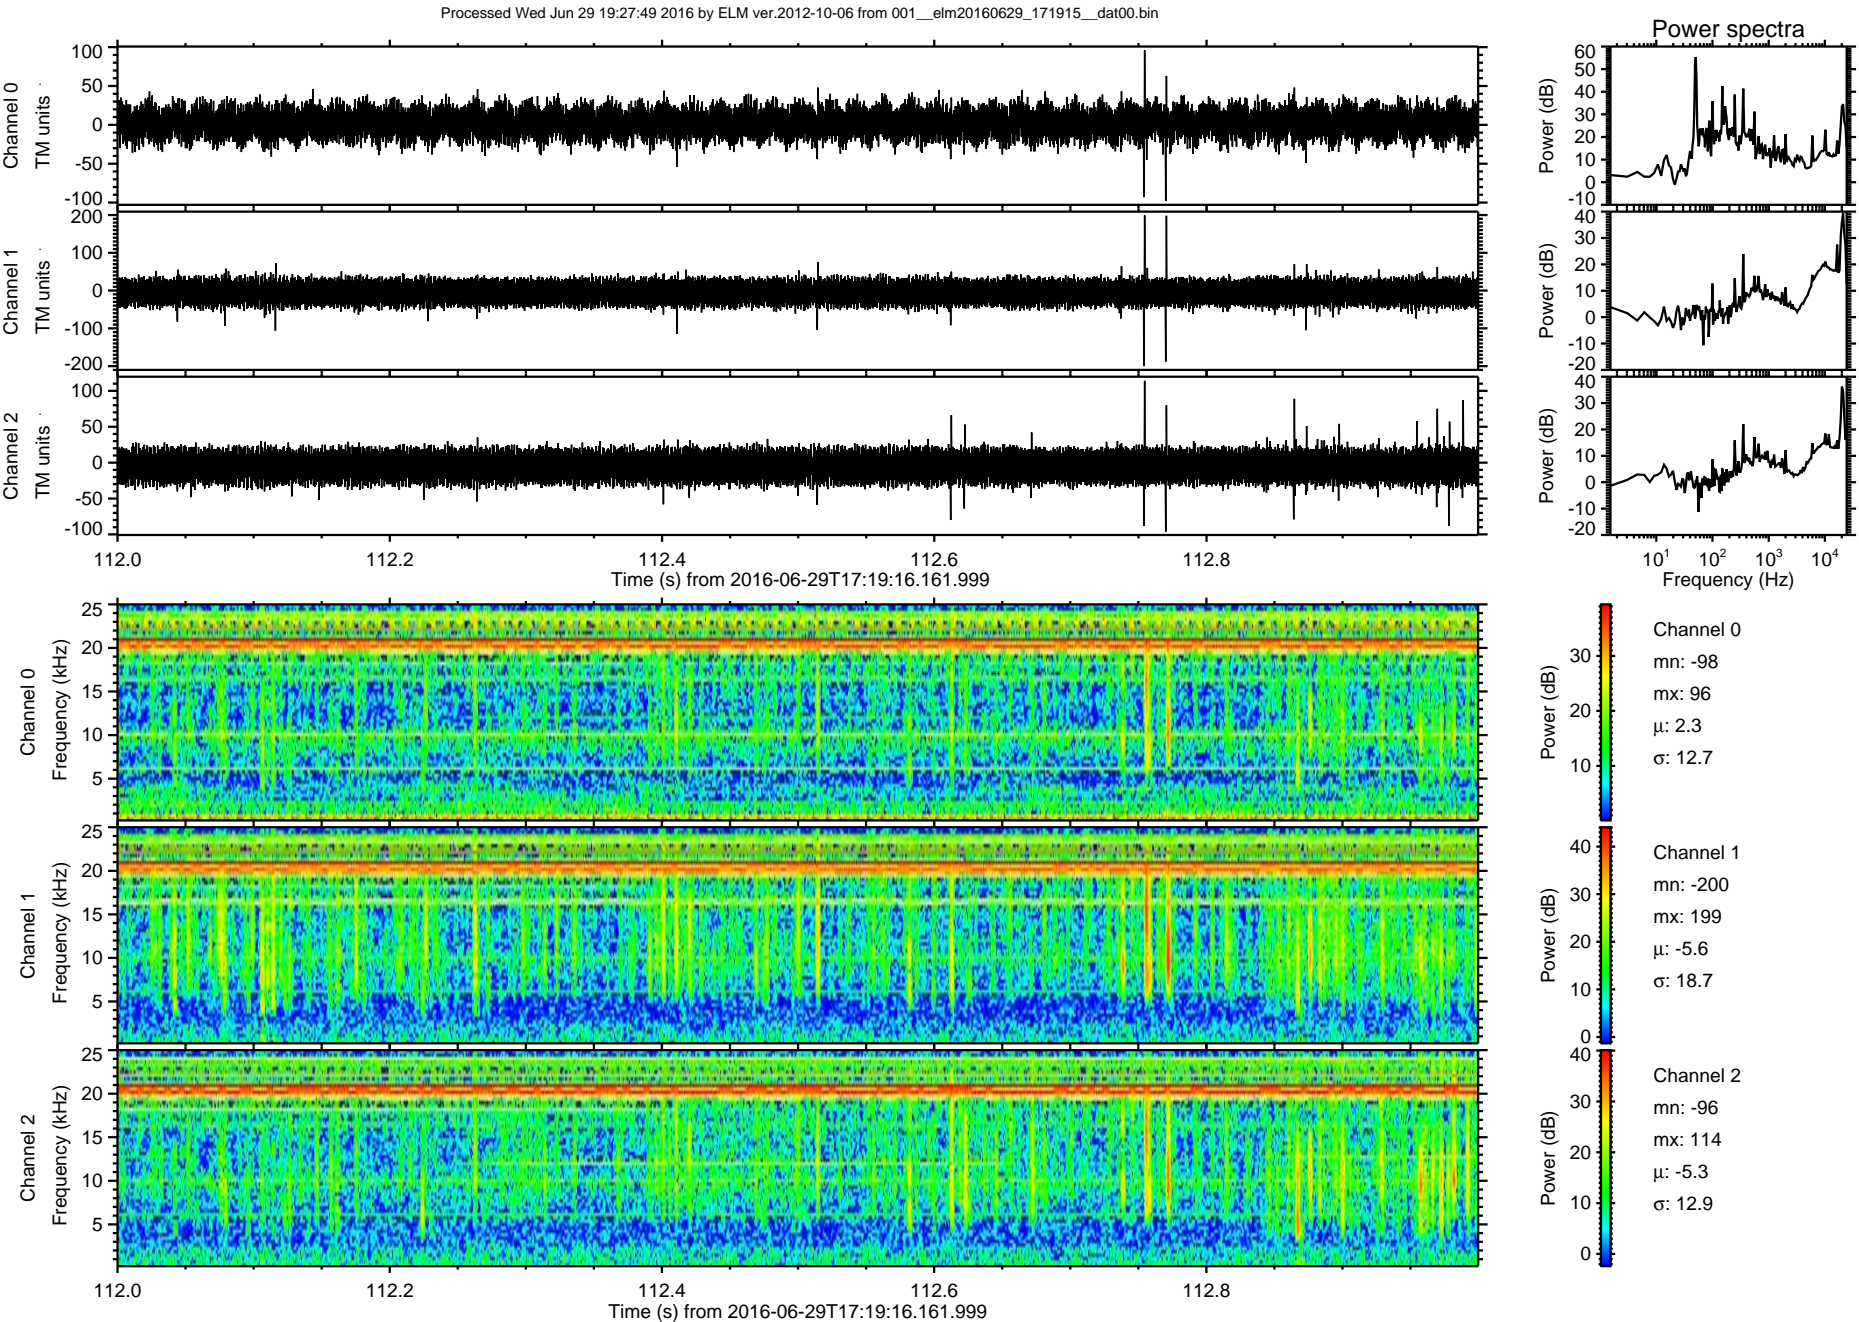 Processed Wed Jun 29 19:27:49 2016 by ELM ver.2012-10-06 from 001__elm20160629_171915__dat00.bin
Power spectra
Channel 0
TM units
100
50
0
-50
-100
Power (dB)
60
50
40
30
20
10
0
-10
Channel 1
TM units
200
100
0
-100
-200
Power (dB)
40
30
20
10
0
-10
-20
Channel 2
TM units
100
50
0
-50
-100
Power (dB)
40
30
20
10
0
-10
-20
112.0 112.2 112.4 112.6 112.8
Time (s) from 2016-06-29T17:19:16.161.999
10^1 10^2 10^3 10^4
Frequency (Hz)
Channel 0
Frequency (kHz)
25
20
15
10
5
Power (dB)
30
20
10
Channel 0
mn: -98
mx: 96
µ: 2.3
σ: 12.7
Channel 1
Frequency (kHz)
25
20
15
10
5
Power (dB)
40
30
20
10
0
Channel 1
mn: -200
mx: 199
µ: -5.6
σ: 18.7
Channel 2
Frequency (kHz)
25
20
15
10
5
Power (dB)
40
30
20
10
0
Channel 2
mn: -96
mx: 114
µ: -5.3
σ: 12.9
112.0 112.2 112.4 112.6 112.8
Time (s) from 2016-06-29T17:19:16.161.999